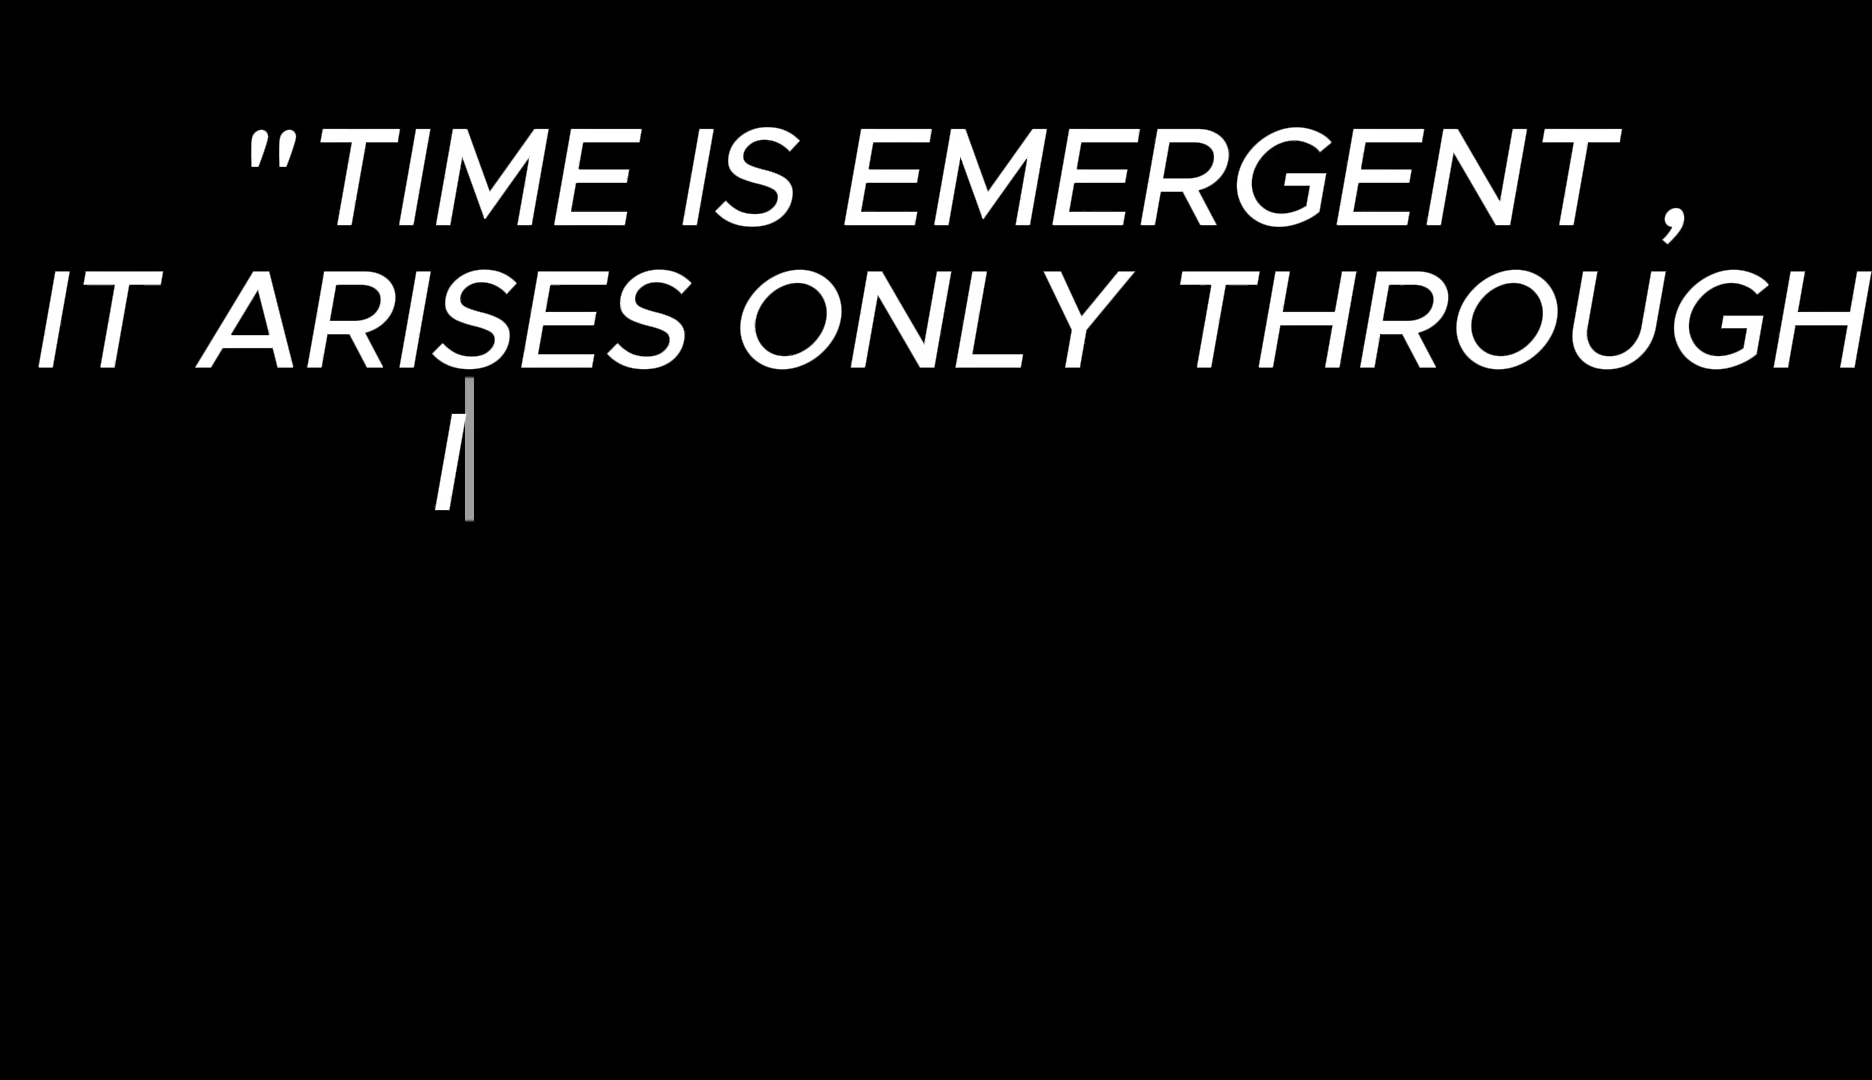 "TIME IS EMERGENT ,
IT ARISES ONLY THROUGH
I